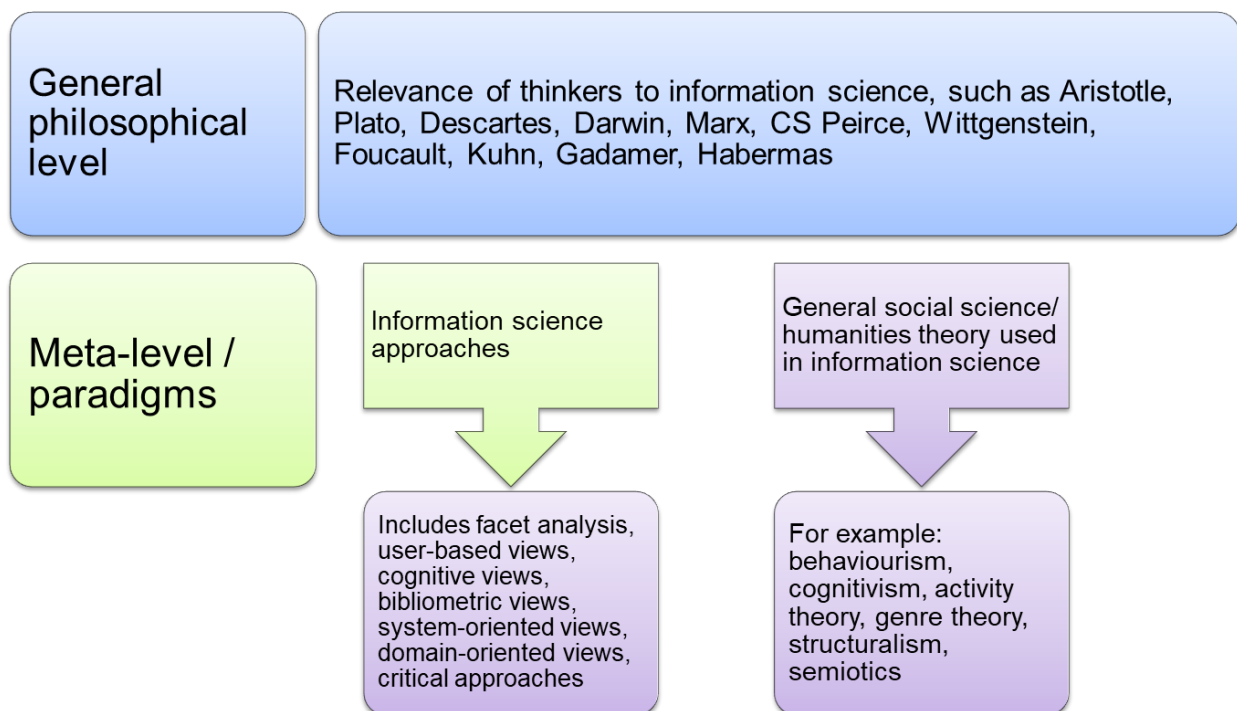 General
philosophical
level
Relevance of thinkers to information science, such as Aristotle,
Plato, Descartes, Darwin, Marx, CS Peirce, Wittgenstein,
Foucault, Kuhn, Gadamer, Habermas
Meta-level /
paradigms
Information science
approaches
General social science/
humanities theory used
in information science
Includes facet analysis,
user-based views,
cognitive views,
bibliometric views,
system-oriented views,
domain-oriented views,
critical approaches
For example:
behaviourism,
cognitivism, activity
theory, genre theory,
structuralism,
semiotics